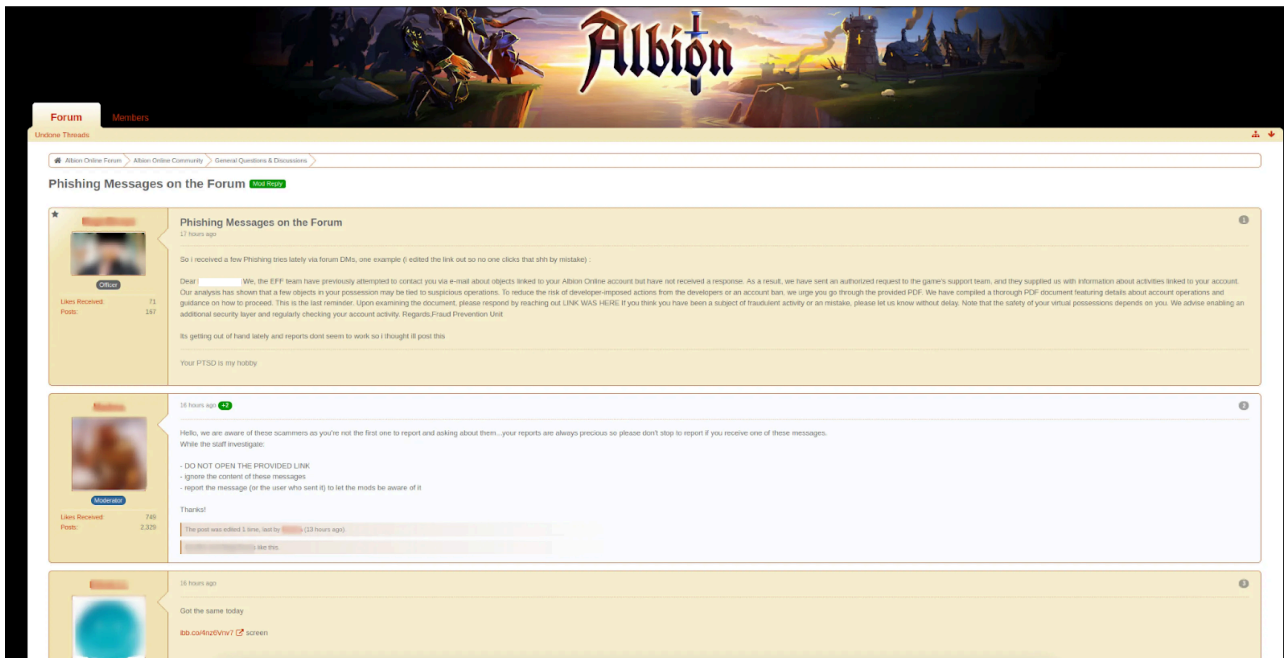 Albion
Forum
Members
Undone Threads
Albion Online Forum
Albion Online Community
General Questions & Discussions
Phishing Messages on the Forum Mod Reply
Phishing Messages on the Forum
1
17 hours ago
Officer
Likes Received: 71
Posts: 167
So i received a few Phishing tries lately via forum DMs, one example (I edited the link out so no one clicks that shh by mistake) :
Dear We, the EFF team have previously attempted to contact you via e-mail about objects linked to your Albion Online account but have not received a response. As a result, we have sent an authorized request to the game's support team, and they supplied us with information about activities linked to your account.
Our analysis has shown that a few objects in your possession may be tied to suspicious operations. To reduce the risk of developer-imposed actions from the developers or an account ban, we urge you go through the provided PDF. We have compiled a thorough PDF document featuring details about account operations and
guidance on how to proceed. This is the last reminder. Upon examining the document, please respond by reaching out LINK WAS HERE If you think you have been a subject of fraudulent activity or an mistake, please let us know without delay. Note that the safety of your virtual possessions depends on you. We advise enabling an
additional security layer and regularly checking your account activity. Regards.Fraud Prevention Unit
Its getting out of hand lately and reports dont seem to work so i thought ill post this
Your PTSD is my hobby
16 hours ago +2
2
Moderator
Likes Received: 745
Posts: 2,325
Hello, we are aware of these scammers as you're not the first one to report and asking about them...your reports are always precious so please don't stop to report if you receive one of these messages.
While the staff investigate:
- DO NOT OPEN THE PROVIDED LINK
- ignore the content of these messages
- report the message (or the user who sent it) to let the mods be aware of it
Thanks!
The post was edited 1 time, last by (13 hours ago).
like this.
16 hours ago
3
Got the same today
screen